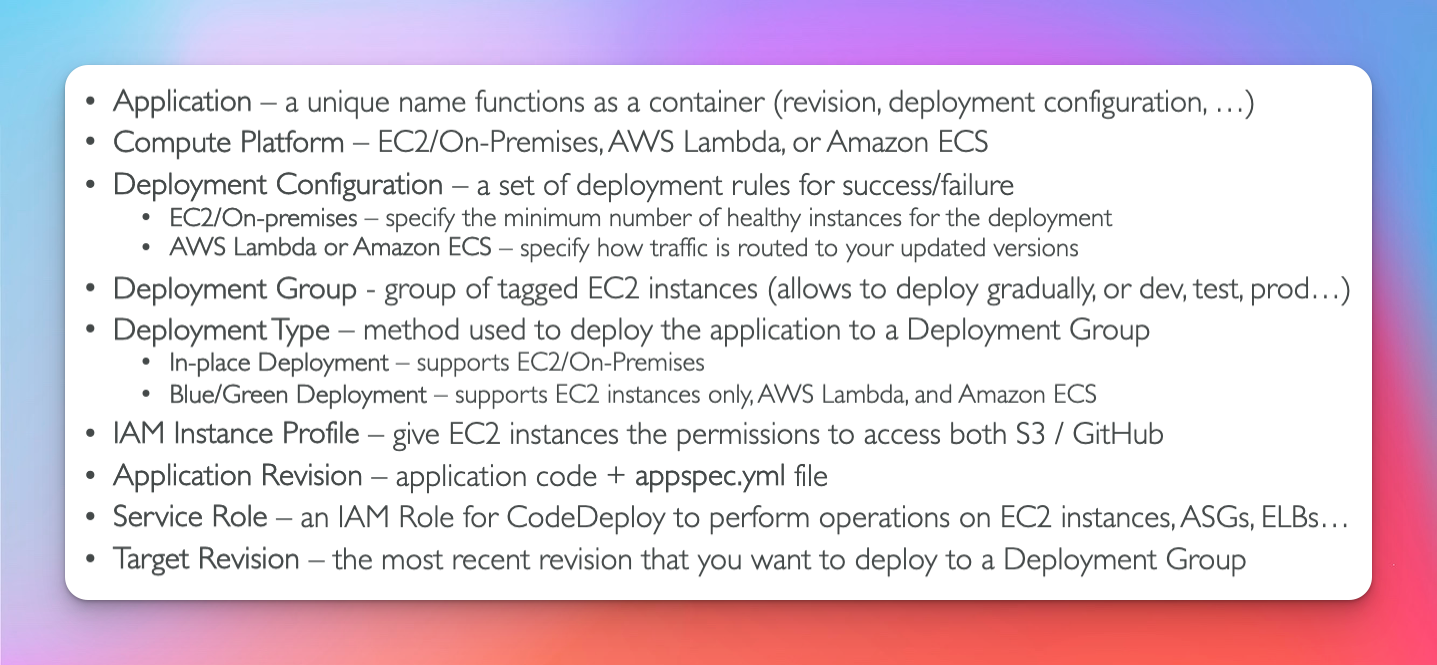 • Application – a unique name functions as a container (revision, deployment configuration, …)
• Compute Platform – EC2/On-Premises, AWS Lambda, or Amazon ECS
• Deployment Configuration – a set of deployment rules for success/failure
• EC2/On-premises – specify the minimum number of healthy instances for the deployment
• AWS Lambda or Amazon ECS – specify how traffic is routed to your updated versions
• Deployment Group - group of tagged EC2 instances (allows to deploy gradually, or dev, test, prod…)
• Deployment Type – method used to deploy the application to a Deployment Group
• In-place Deployment – supports EC2/On-Premises
• Blue/Green Deployment – supports EC2 instances only, AWS Lambda, and Amazon ECS
• IAM Instance Profile – give EC2 instances the permissions to access both S3 / GitHub
• Application Revision – application code + appspec.yml file
• Service Role – an IAM Role for CodeDeploy to perform operations on EC2 instances, ASGs, ELBs…
• Target Revision – the most recent revision that you want to deploy to a Deployment Group